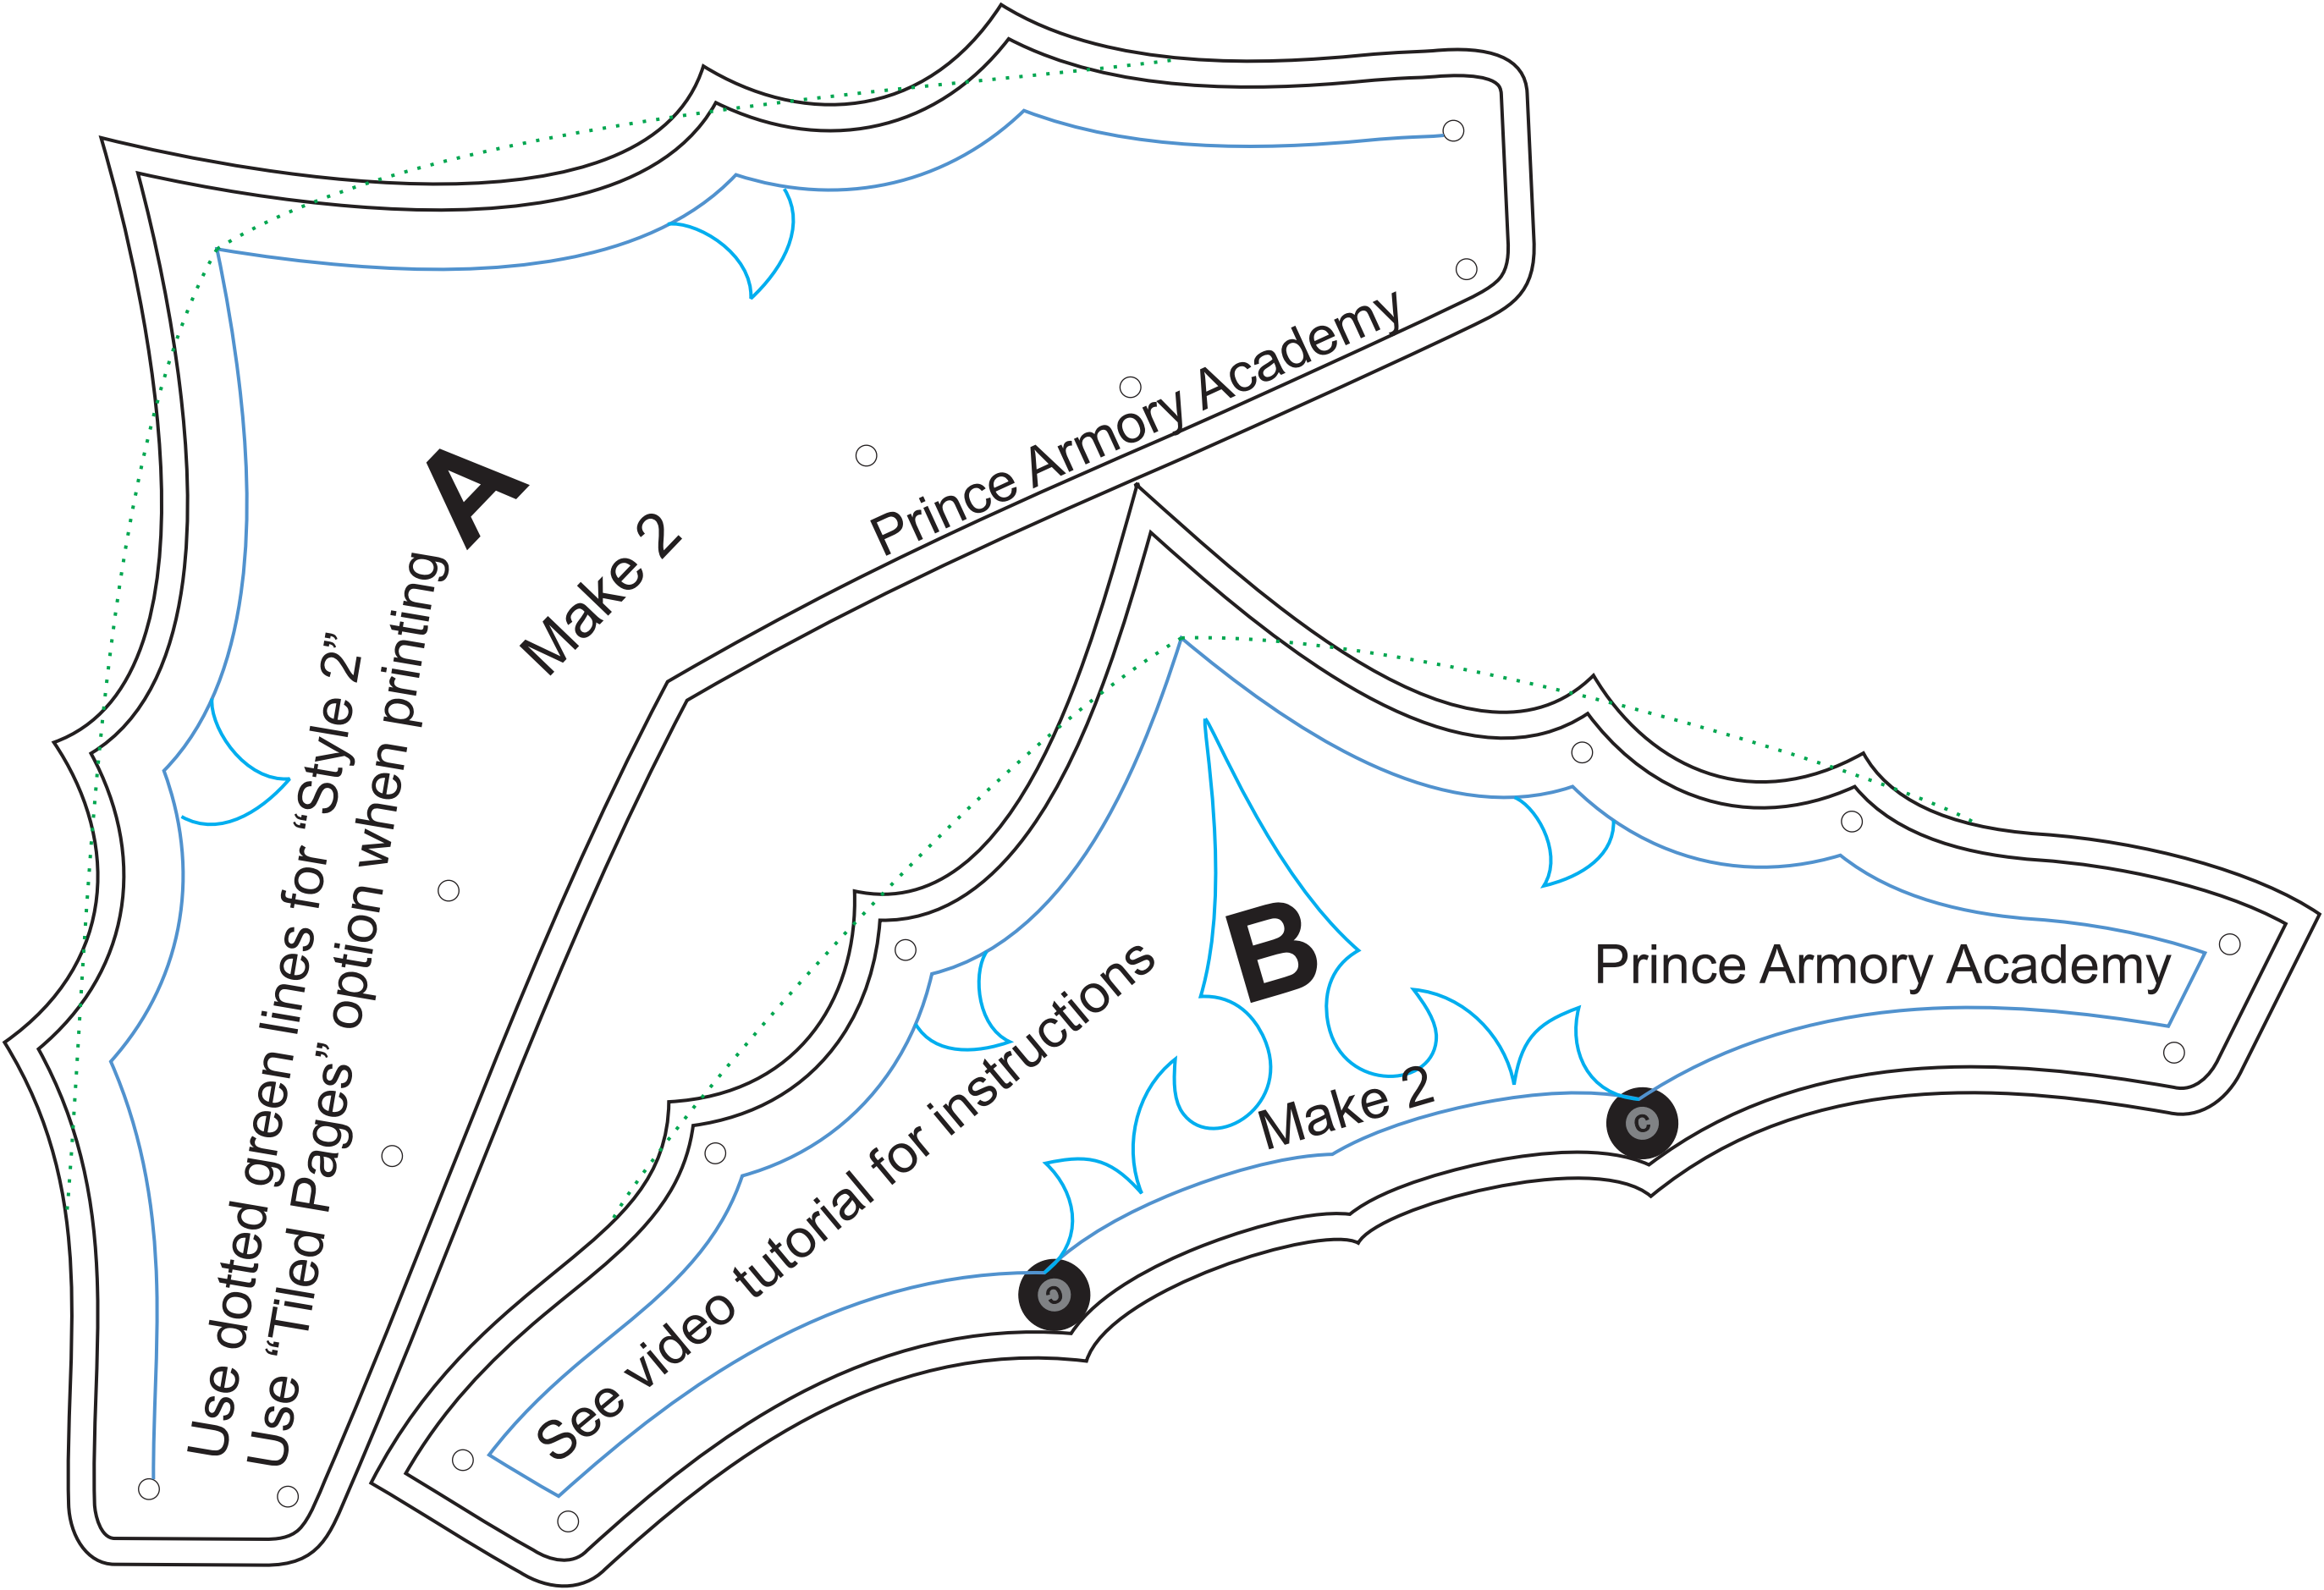 A
Make 2
Prince Armory Academy
Use dotted green lines for “Style 2”
Use “Tiled Pages” option when printing
B
Make 2
Prince Armory Academy
See video tutorial for instructions
C
C